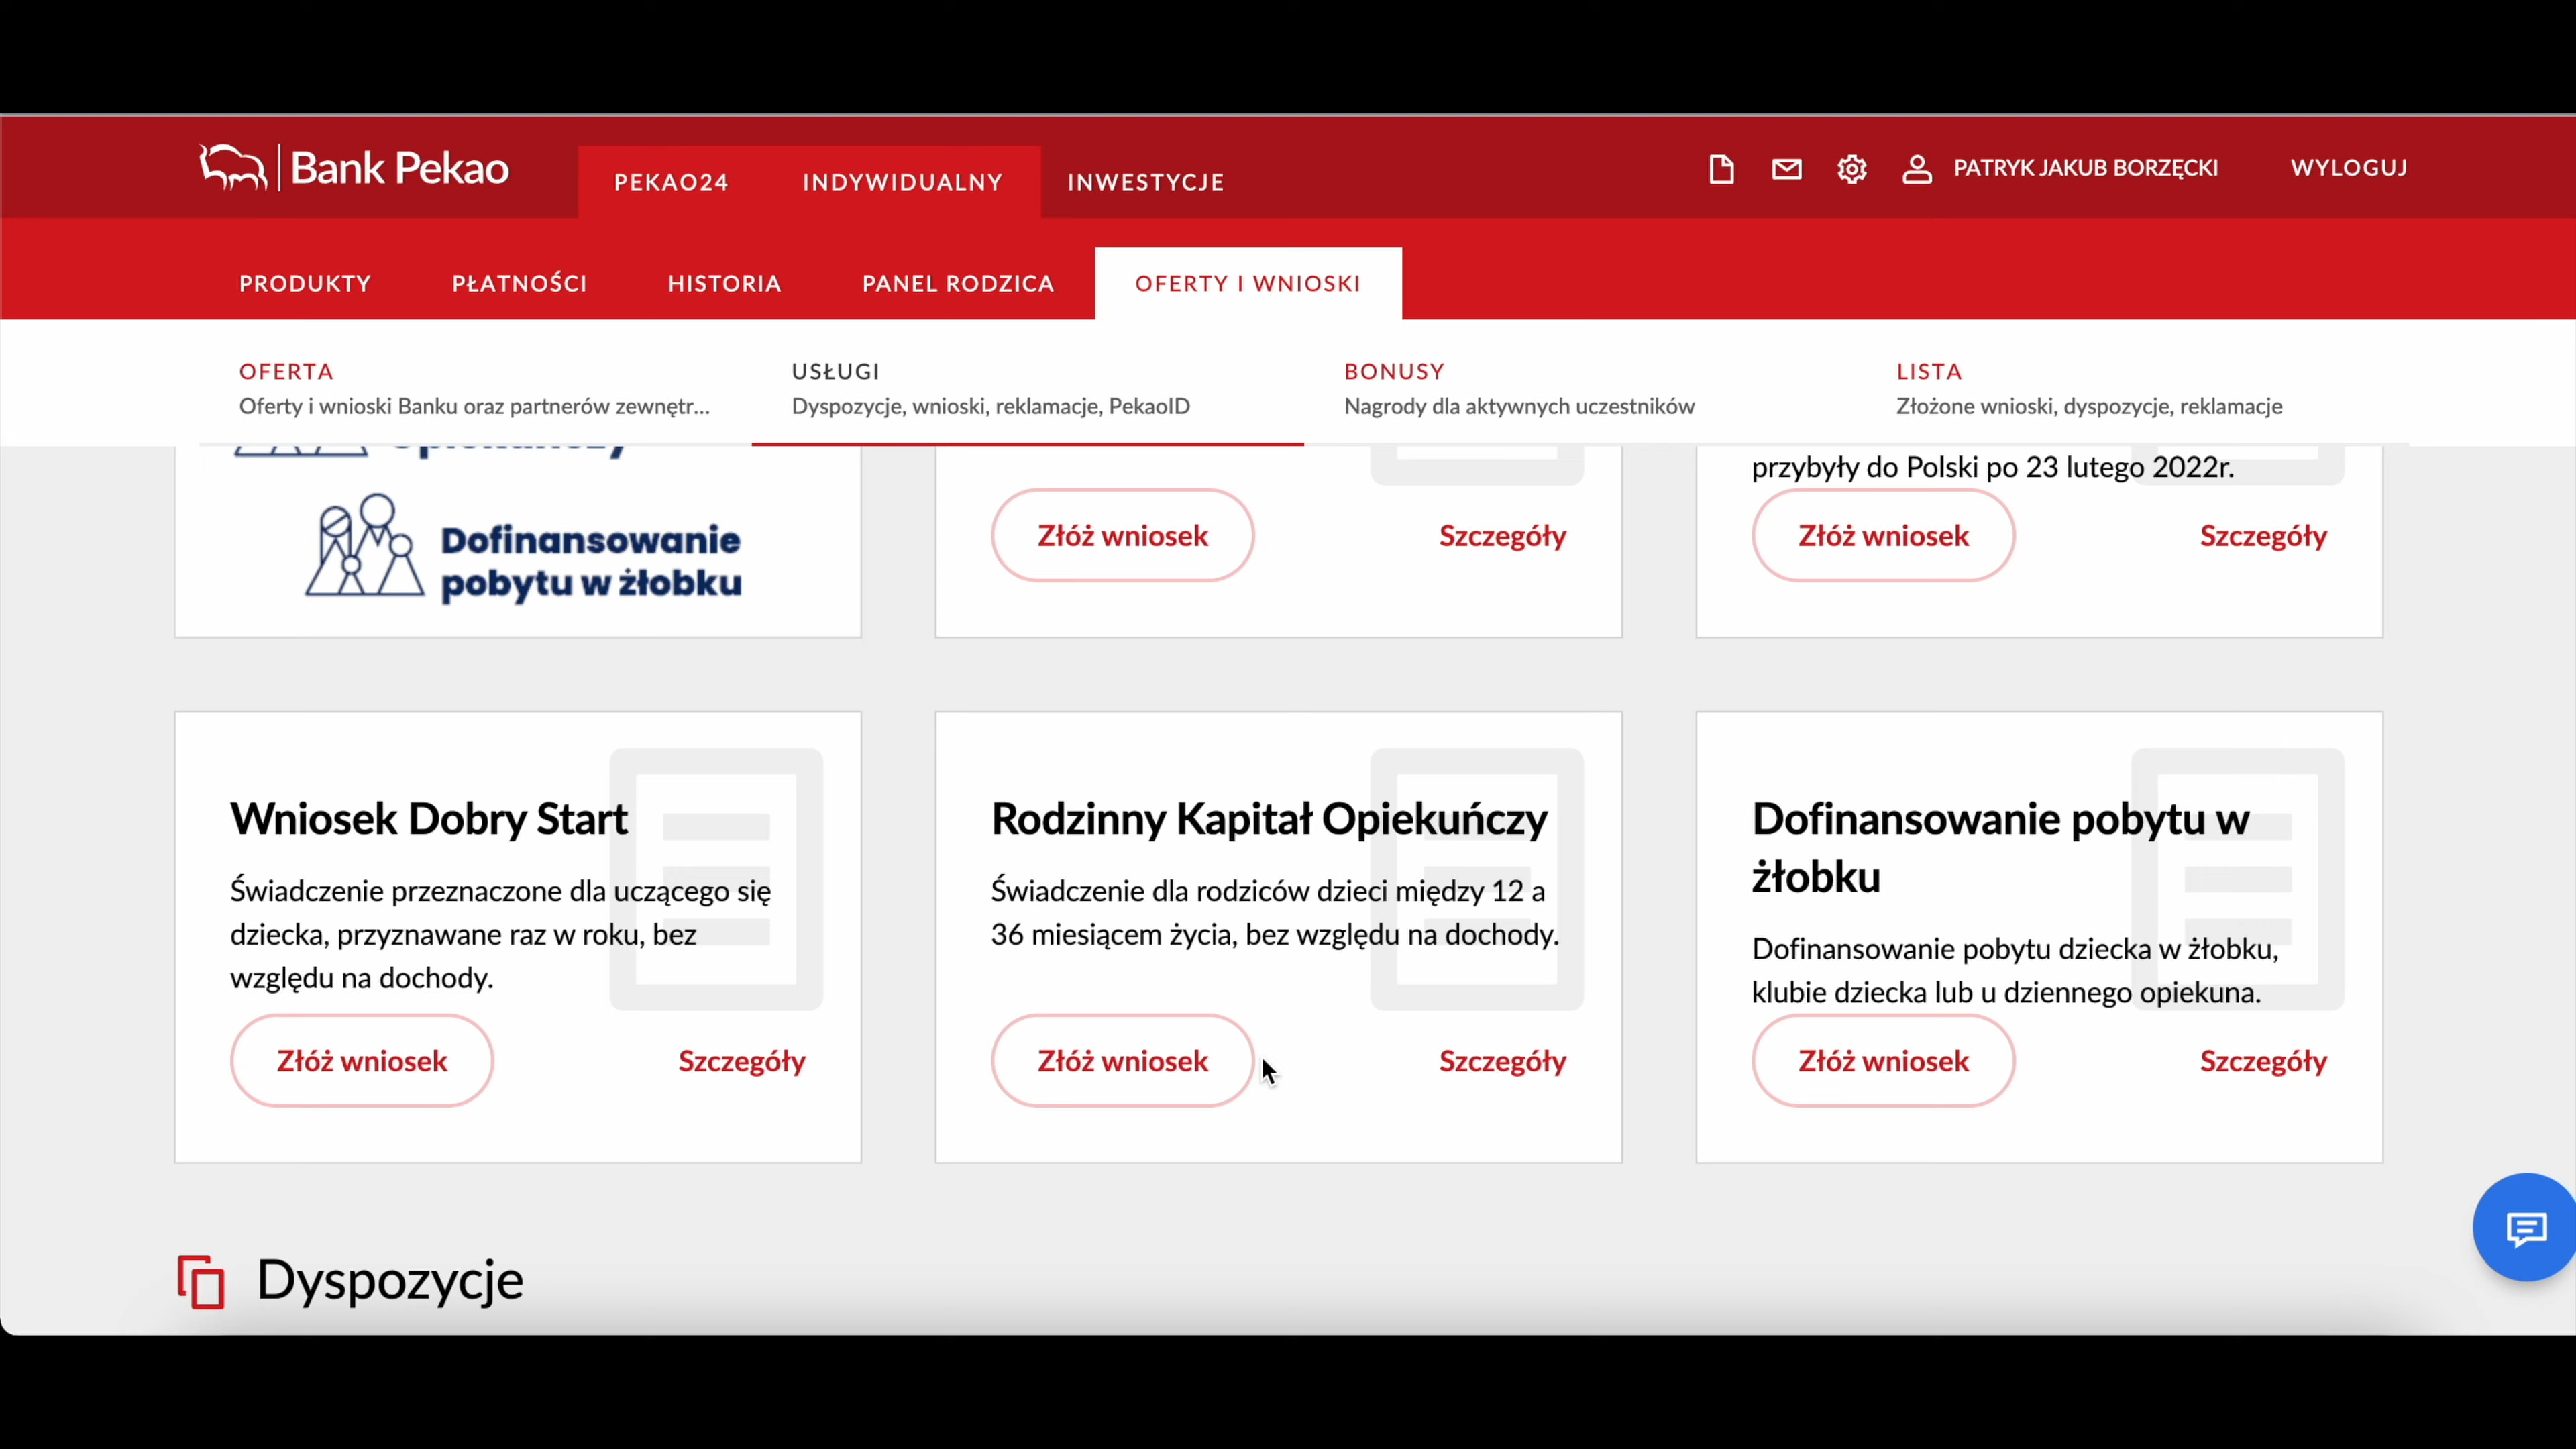 Bank Pekao
PEKAO24
INDYWIDUALNY
INWESTYCJE
PATRYK JAKUB BORZĘCKI
WYLOGUJ
PRODUKTY
PŁATNOŚCI
HISTORIA
PANEL RODZICA
OFERTY I WNIOSKI
OFERTA
Oferty i wnioski Banku oraz partnerów zewnętr...
USŁUGI
Dyspozycje, wnioski, reklamacje, PekaoID
BONUSY
Nagrody dla aktywnych uczestników
LISTA
Złożone wnioski, dyspozycje, reklamacje
Dofinansowanie
pobytu w żłobku
Złóż wniosek
Szczegóły
przybyły do Polski po 23 lutego 2022r.
Złóż wniosek
Szczegóły
Wniosek Dobry Start
Świadczenie przeznaczone dla uczącego się
dziecka, przyznawane raz w roku, bez
względu na dochody.
Złóż wniosek
Szczegóły
Rodzinny Kapitał Opiekuńczy
Świadczenie dla rodziców dzieci między 12 a
36 miesiącem życia, bez względu na dochody.
Złóż wniosek
Szczegóły
Dofinansowanie pobytu w
żłobku
Dofinansowanie pobytu dziecka w żłobku,
klubie dziecka lub u dziennego opiekuna.
Złóż wniosek
Szczegóły
Dyspozycje